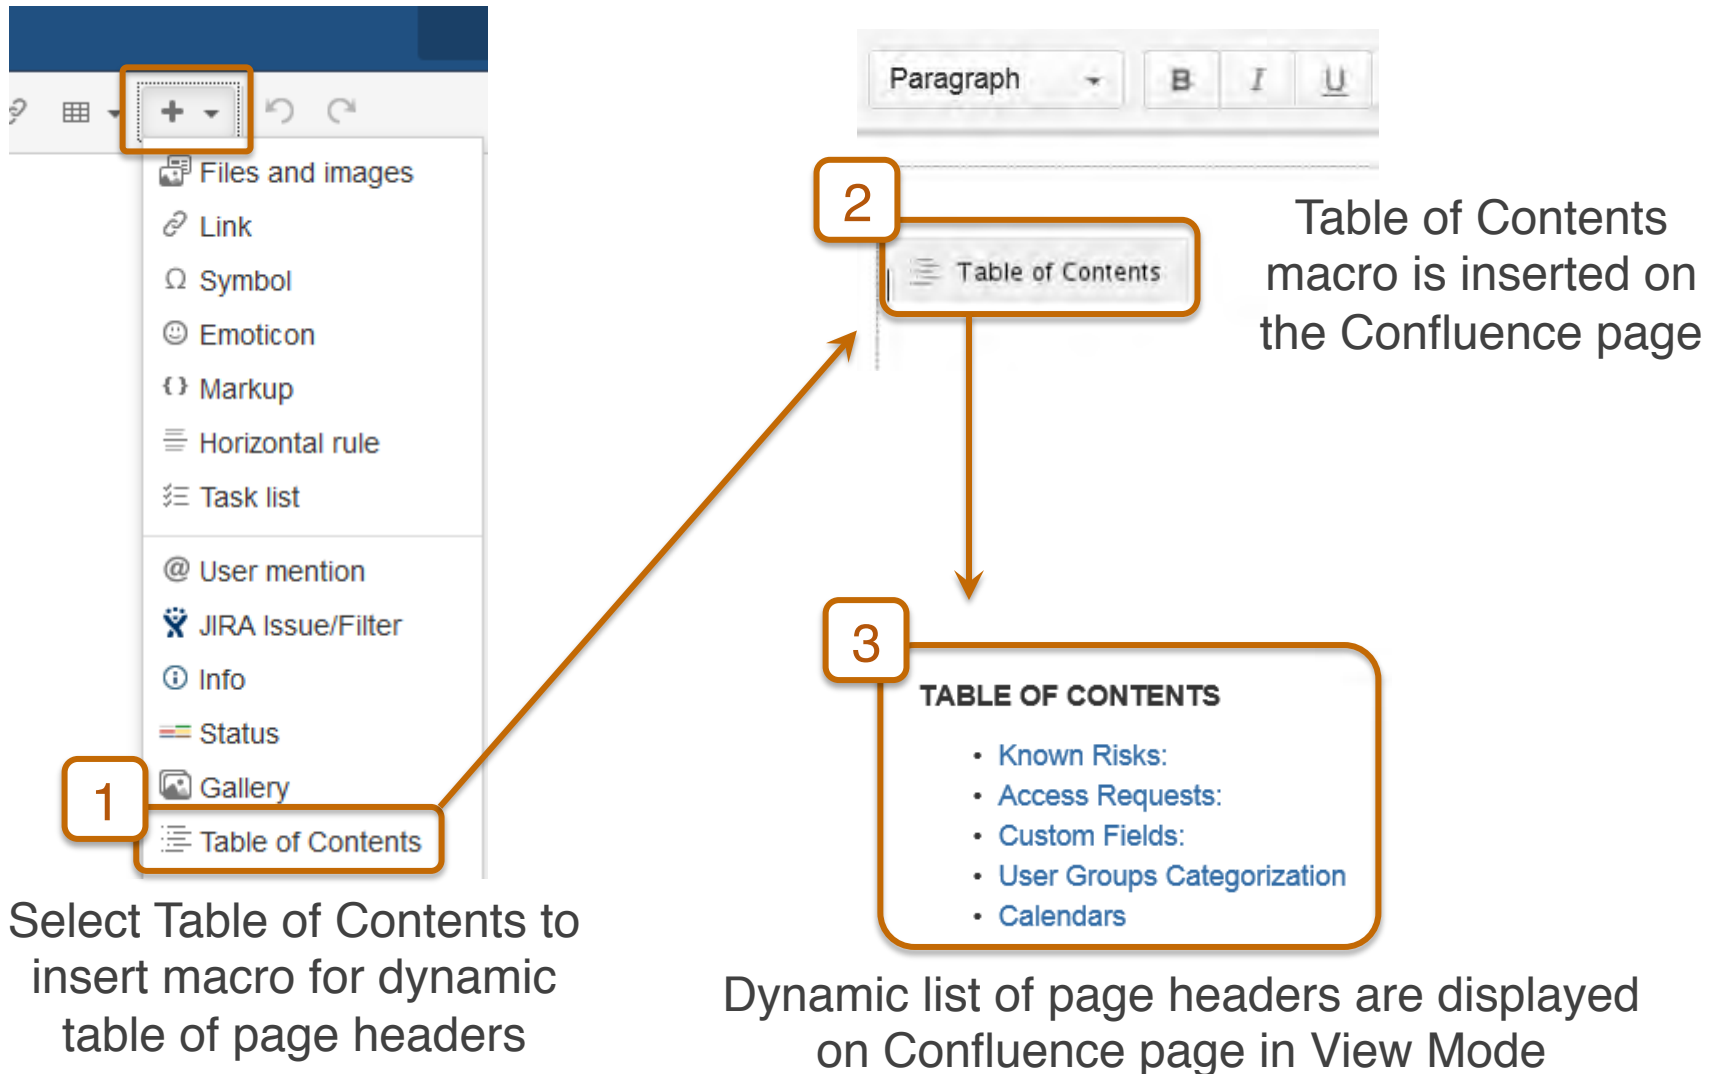 Files and images
Link
Symbol
Emoticon
Markup
Horizontal rule
Task list
@ User mention
JIRA Issue/Filter
Info
Status
Gallery
1
Table of Contents
Select Table of Contents to
insert macro for dynamic
table of page headers
Paragraph B I U
2
Table of Contents
Table of Contents
macro is inserted on
the Confluence page
3
TABLE OF CONTENTS
• Known Risks:
• Access Requests:
• Custom Fields:
• User Groups Categorization
• Calendars
Dynamic list of page headers are displayed
on Confluence page in View Mode